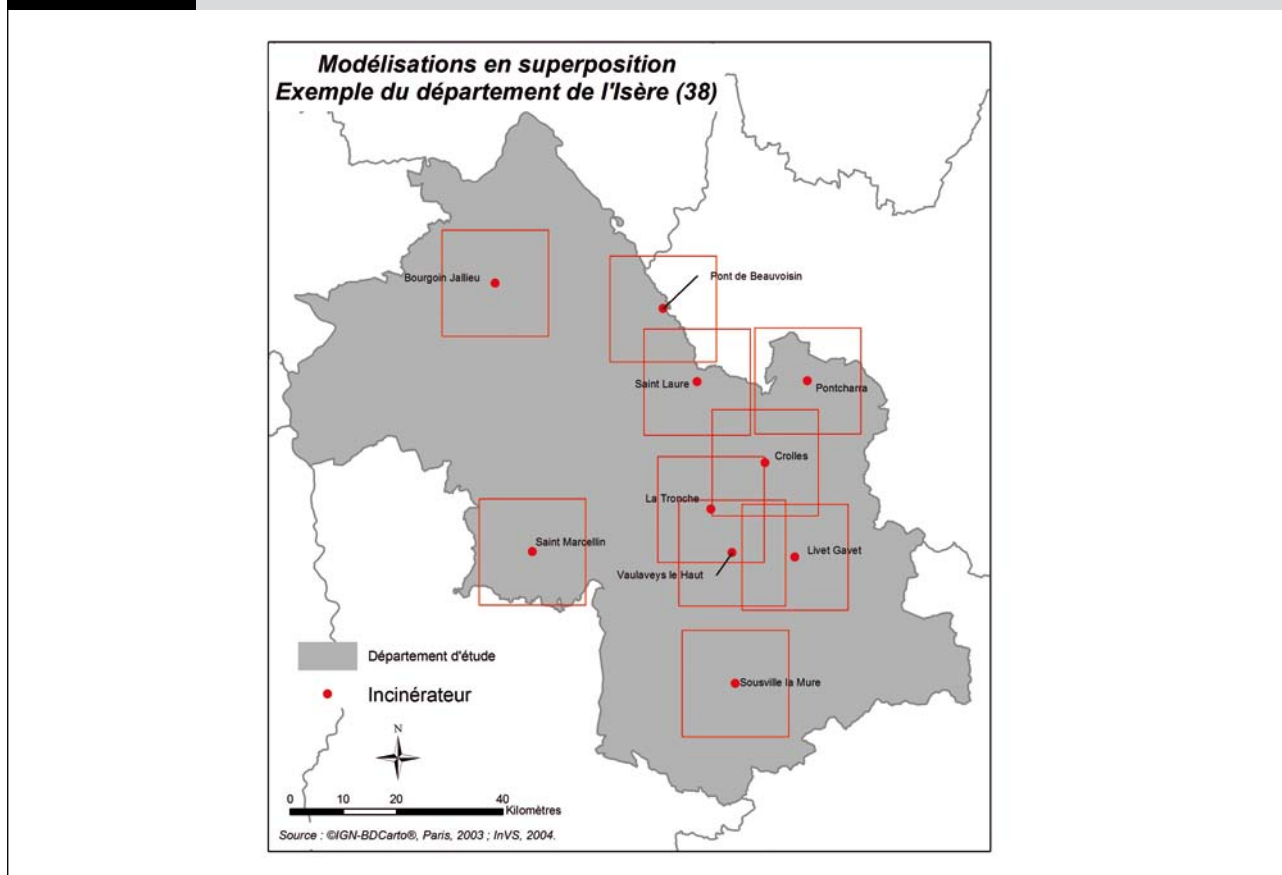 Modélisations en superposition
Exemple du département de l'Isère (38)
Bourgoin Jallieu
Pont de Beauvoisin
Saint Laure
Pontcharra
Crolles
La Tronche
Saint Marcellin
Livet Gavet
Vaulaveys le Haut
Sousville la Mure
Département d'étude
Incinérateur
N
0 10 20 40
Kilomètres
Source : ©IGN-BDCarto®, Paris, 2003 ; InVS, 2004.